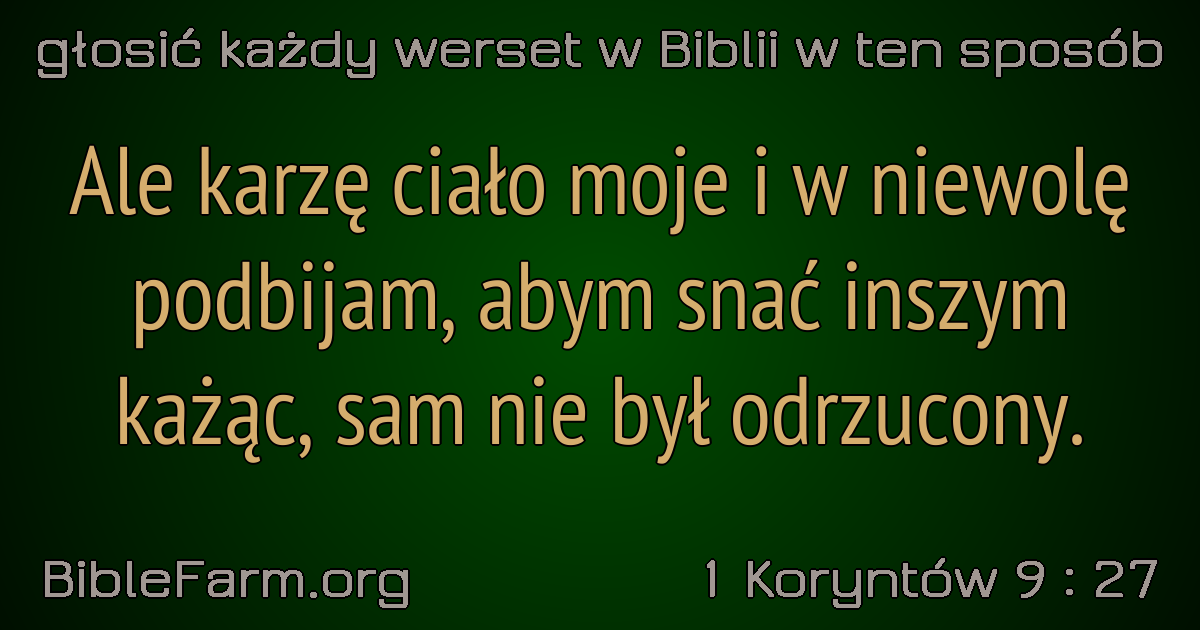 głosić każdy werset w Biblii w ten sposób
Ale karzę ciało moje i w niewolę
podbijam, abym snać inszym
każąc, sam nie był odrzucony.
BibleFarm.org
1 Koryntów 9 : 27